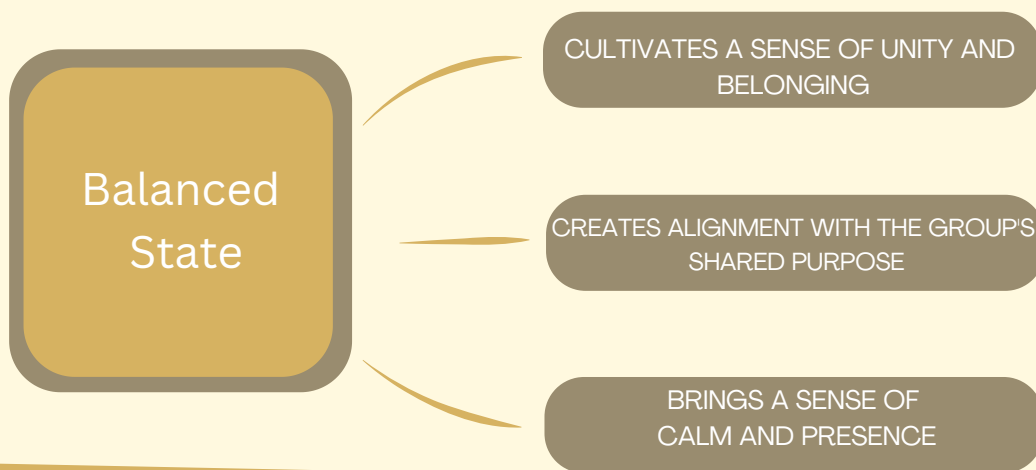 Balanced
State
CULTIVATES A SENSE OF UNITY AND
BELONGING
CREATES ALIGNMENT WITH THE GROUP'S
SHARED PURPOSE
BRINGS A SENSE OF
CALM AND PRESENCE